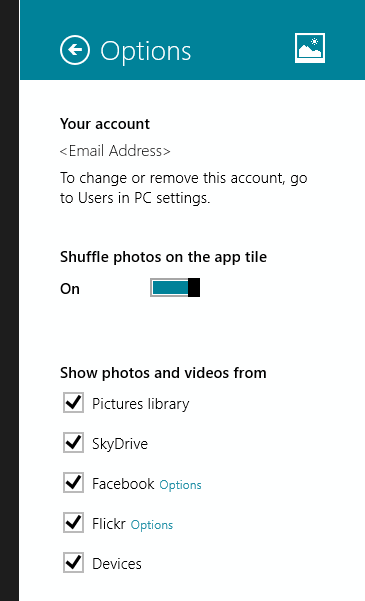 Options
Your account
<Email Address>
To change or remove this account, go
to Users in PC settings.
Shuffle photos on the app tile
On
Show photos and videos from
Pictures library
SkyDrive
Facebook Options
Flickr Options
Devices